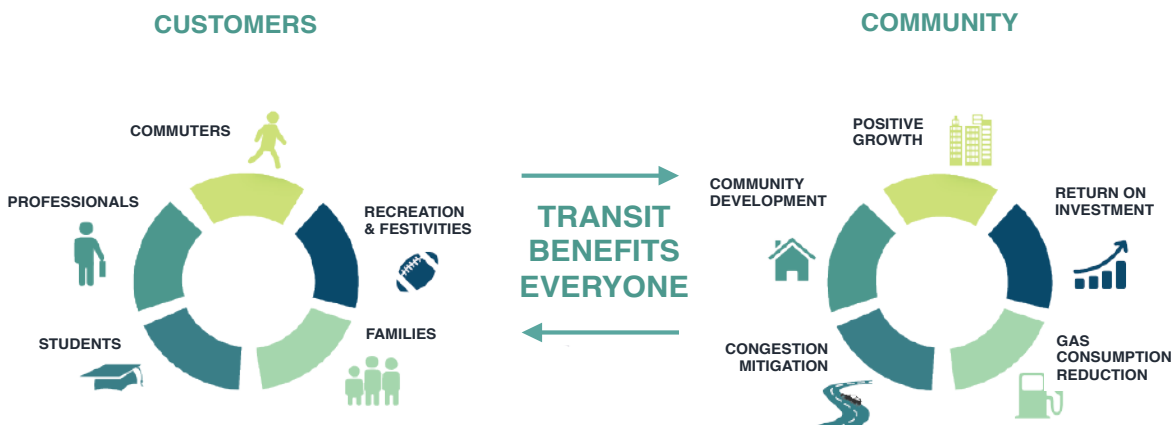 CUSTOMERS
COMMUTERS
PROFESSIONALS
RECREATION
& FESTIVITIES
STUDENTS
FAMILIES
TRANSIT
BENEFITS
EVERYONE
COMMUNITY
POSITIVE
GROWTH
COMMUNITY
DEVELOPMENT
RETURN ON
INVESTMENT
CONGESTION
MITIGATION
GAS
CONSUMPTION
REDUCTION